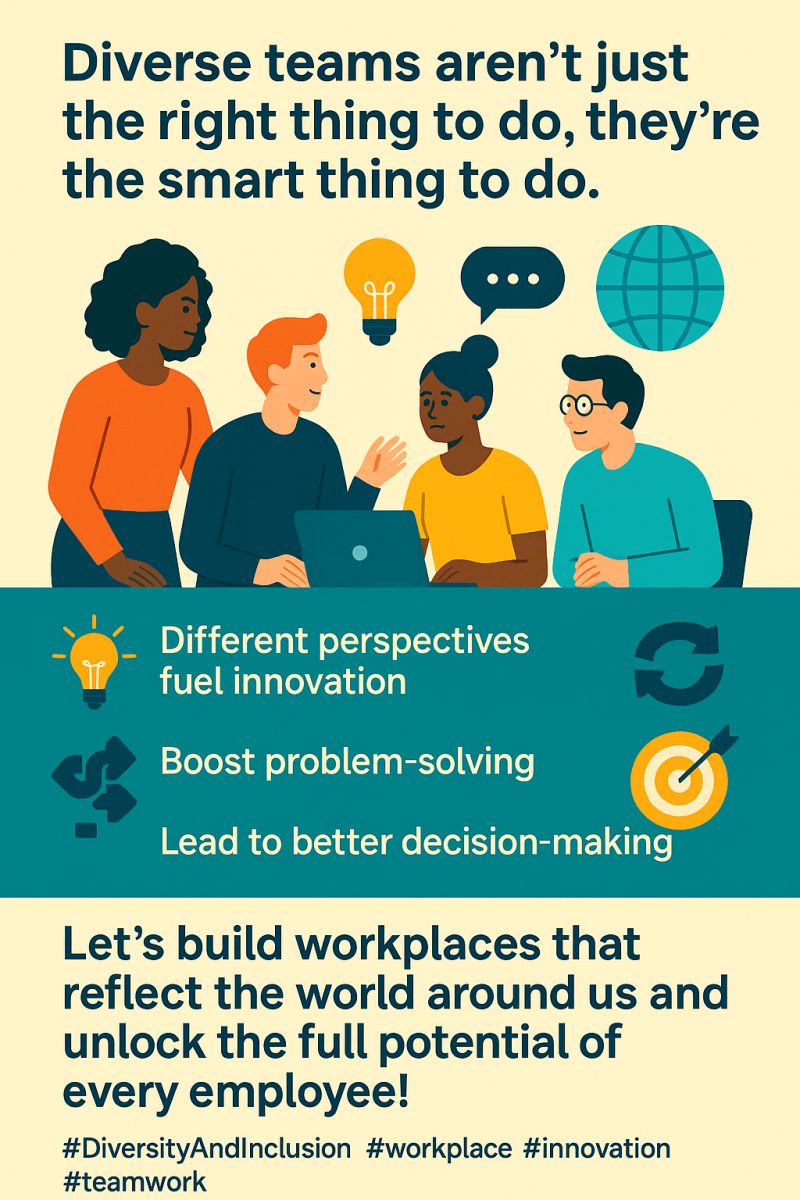 Diverse teams aren’t just
the right thing to do, they’re
the smart thing to do.
Different perspectives
fuel innovation
Boost problem-solving
Lead to better decision-making
Let’s build workplaces that
reflect the world around us and
unlock the full potential of
every employee!
#DiversityAndInclusion #workplace #innovation
#teamwork